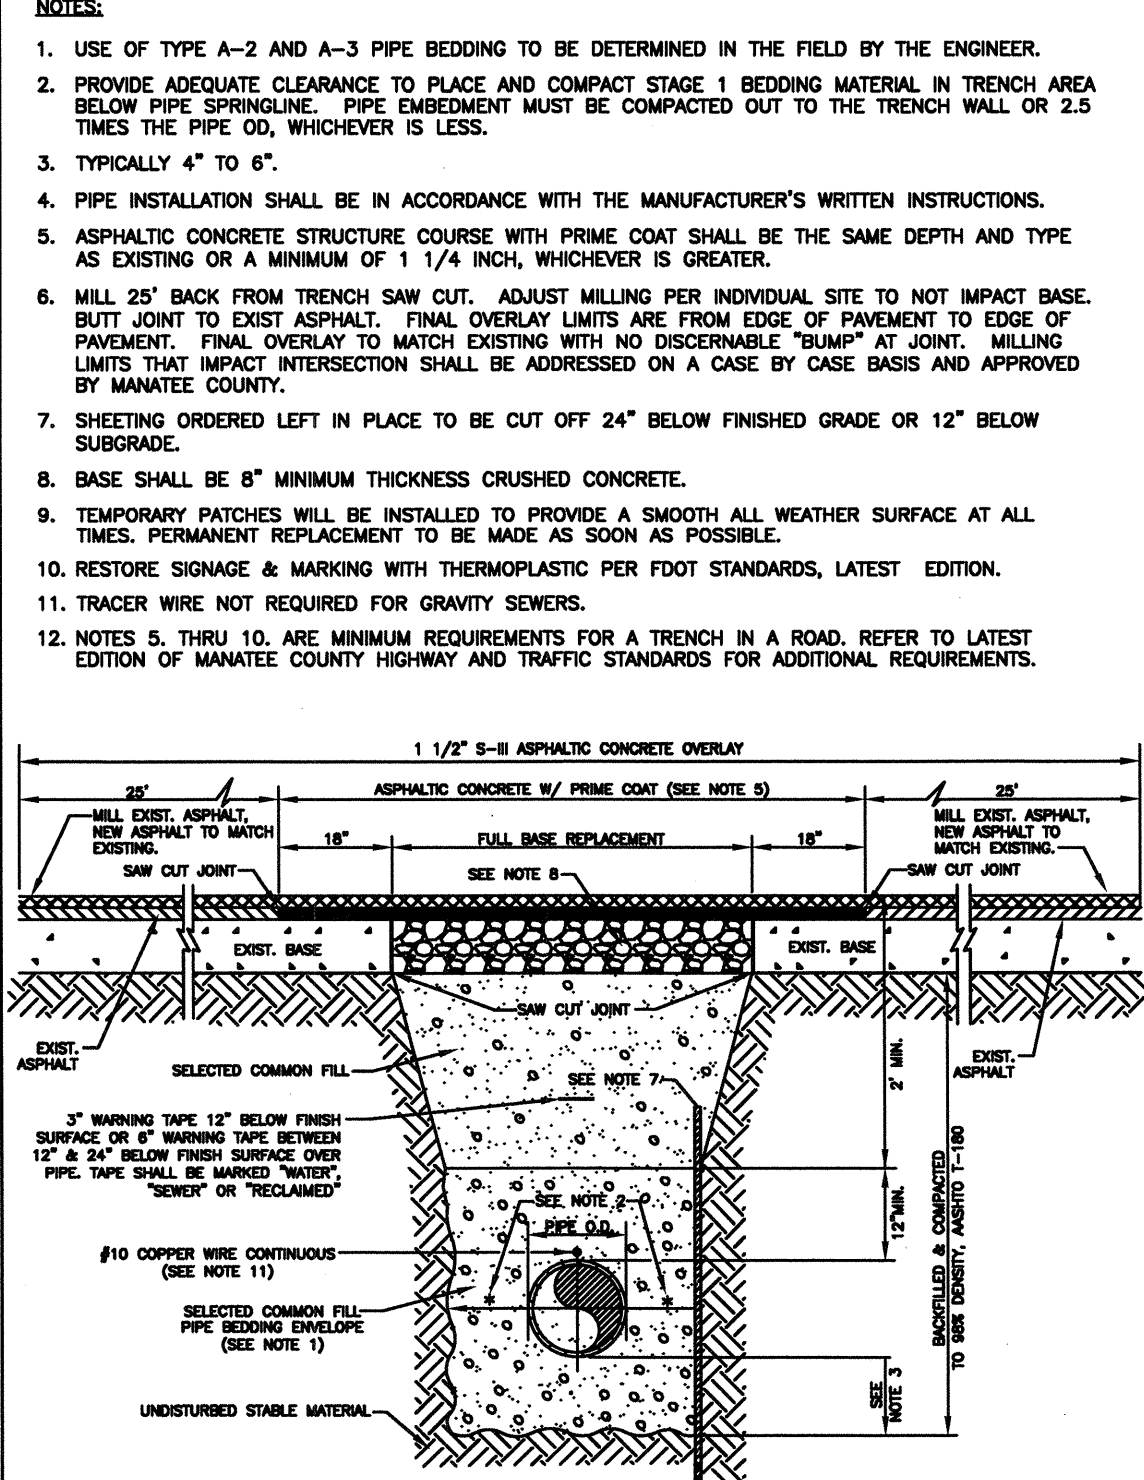 NOTES:
1. USE OF TYPE A-2 AND A-3 PIPE BEDDING TO BE DETERMINED IN THE FIELD BY THE ENGINEER.
2. PROVIDE ADEQUATE CLEARANCE TO PLACE AND COMPACT STAGE 1 BEDDING MATERIAL IN TRENCH AREA
BELOW PIPE SPRINGLINE. PIPE EMBEDMENT MUST BE COMPACTED OUT TO THE TRENCH WALL OR 2.5
TIMES THE PIPE OD, WHICHEVER IS LESS.
3. TYPICALLY 4" TO 6".
4. PIPE INSTALLATION SHALL BE IN ACCORDANCE WITH THE MANUFACTURER'S WRITTEN INSTRUCTIONS.
5. ASPHALTIC CONCRETE STRUCTURE COURSE WITH PRIME COAT SHALL BE THE SAME DEPTH AND TYPE
AS EXISTING OR A MINIMUM OF 1 1/4 INCH, WHICHEVER IS GREATER.
6. MILL 25' BACK FROM TRENCH SAW CUT. ADJUST MILLING PER INDIVIDUAL SITE TO NOT IMPACT BASE.
BUTT JOINT TO EXIST ASPHALT. FINAL OVERLAY LIMITS ARE FROM EDGE OF PAVEMENT TO EDGE OF
PAVEMENT. FINAL OVERLAY TO MATCH EXISTING WITH NO DISCERNABLE "BUMP" AT JOINT. MILLING
LIMITS THAT IMPACT INTERSECTION SHALL BE ADDRESSED ON A CASE BY CASE BASIS AND APPROVED
BY MANATEE COUNTY.
7. SHEETING ORDERED LEFT IN PLACE TO BE CUT OFF 24" BELOW FINISHED GRADE OR 12" BELOW
SUBGRADE.
8. BASE SHALL BE 8" MINIMUM THICKNESS CRUSHED CONCRETE.
9. TEMPORARY PATCHES WILL BE INSTALLED TO PROVIDE A SMOOTH ALL WEATHER SURFACE AT ALL
TIMES. PERMANENT REPLACEMENT TO BE MADE AS SOON AS POSSIBLE.
10. RESTORE SIGNAGE & MARKING WITH THERMOPLASTIC PER FDOT STANDARDS, LATEST EDITION.
11. TRACER WIRE NOT REQUIRED FOR GRAVITY SEWERS.
12. NOTES 5. THRU 10. ARE MINIMUM REQUIREMENTS FOR A TRENCH IN A ROAD. REFER TO LATEST
EDITION OF MANATEE COUNTY HIGHWAY AND TRAFFIC STANDARDS FOR ADDITIONAL REQUIREMENTS.
1 1/2" S-III ASPHALTIC CONCRETE OVERLAY
25'
ASPHALTIC CONCRETE W/ PRIME COAT (SEE NOTE 5)
25'
MILL EXIST. ASPHALT,
NEW ASPHALT TO MATCH
EXISTING.
18"
FULL BASE REPLACEMENT
18"
MILL EXIST. ASPHALT,
NEW ASPHALT TO
MATCH EXISTING.
SAW CUT JOINT
SEE NOTE 8
SAW CUT JOINT
EXIST. BASE
EXIST. BASE
SAW CUT JOINT
EXIST.
ASPHALT
SELECTED COMMON FILL
SEE NOTE 7
2' MIN.
EXIST.
ASPHALT
3" WARNING TAPE 12" BELOW FINISH
SURFACE OR 6" WARNING TAPE BETWEEN
12" & 24" BELOW FINISH SURFACE OVER
PIPE. TAPE SHALL BE MARKED "WATER",
"SEWER" OR "RECLAIMED"
SEE NOTE 2
PIPE O.D.
12"MIN.
#10 COPPER WIRE CONTINUOUS
(SEE NOTE 11)
*
*
SELECTED COMMON FILL
PIPE BEDDING ENVELOPE
(SEE NOTE 1)
BACKFILLED & COMPACTED
TO 98% DENSITY, AASHTO T-180
SEE
NOTE 3
UNDISTURBED STABLE MATERIAL